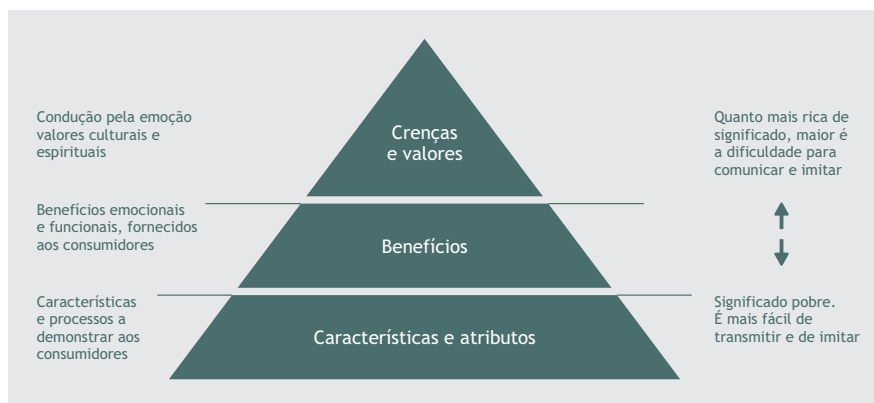 Condução pela emoção
valores culturais e
espirituais
Crenças
e valores
Quanto mais rica de
significado, maior é
a dificuldade para
comunicar e imitar
Benefícios emocionais
e funcionais, fornecidos
aos consumidores
Benefícios
Características
e processos a
demonstrar aos
consumidores
Características e atributos
Significado pobre.
É mais fácil de
transmitir e de imitar